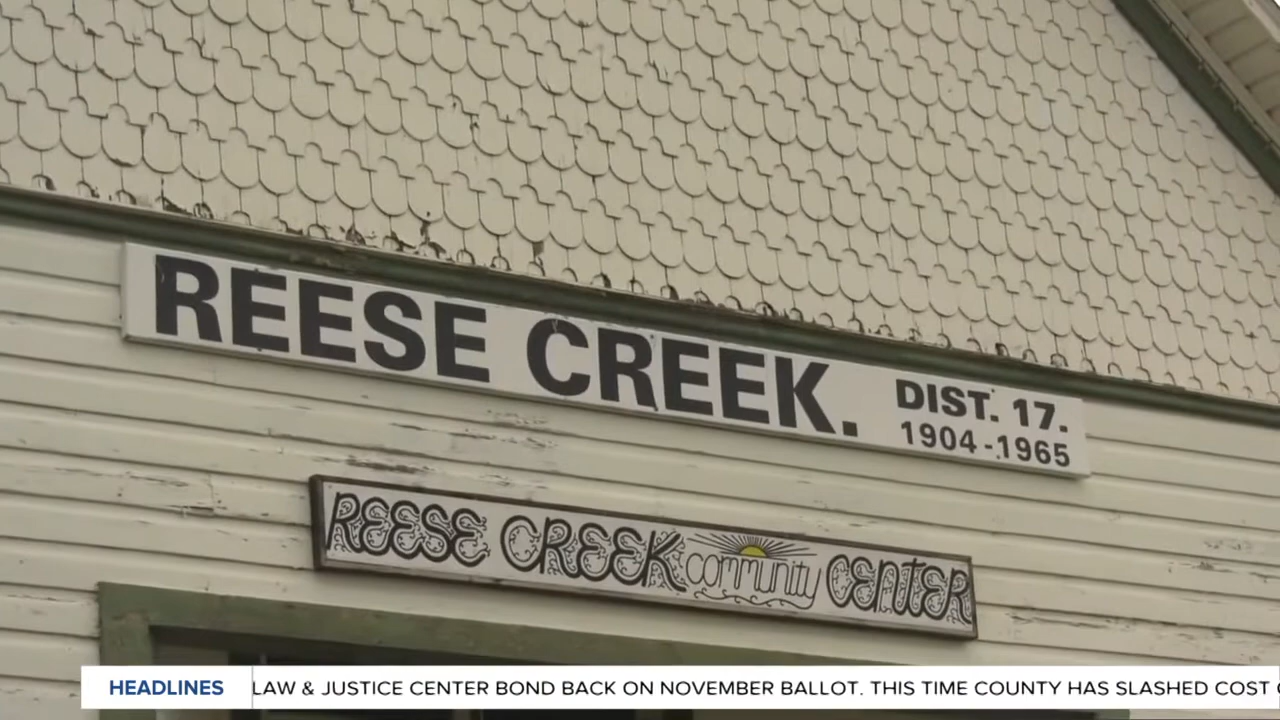 REESE CREEK. DIST. 17.
1904-1965
REESE CREEK community CENTER
HEADLINES LAW & JUSTICE CENTER BOND BACK ON NOVEMBER BALLOT. THIS TIME COUNTY HAS SLASHED COST